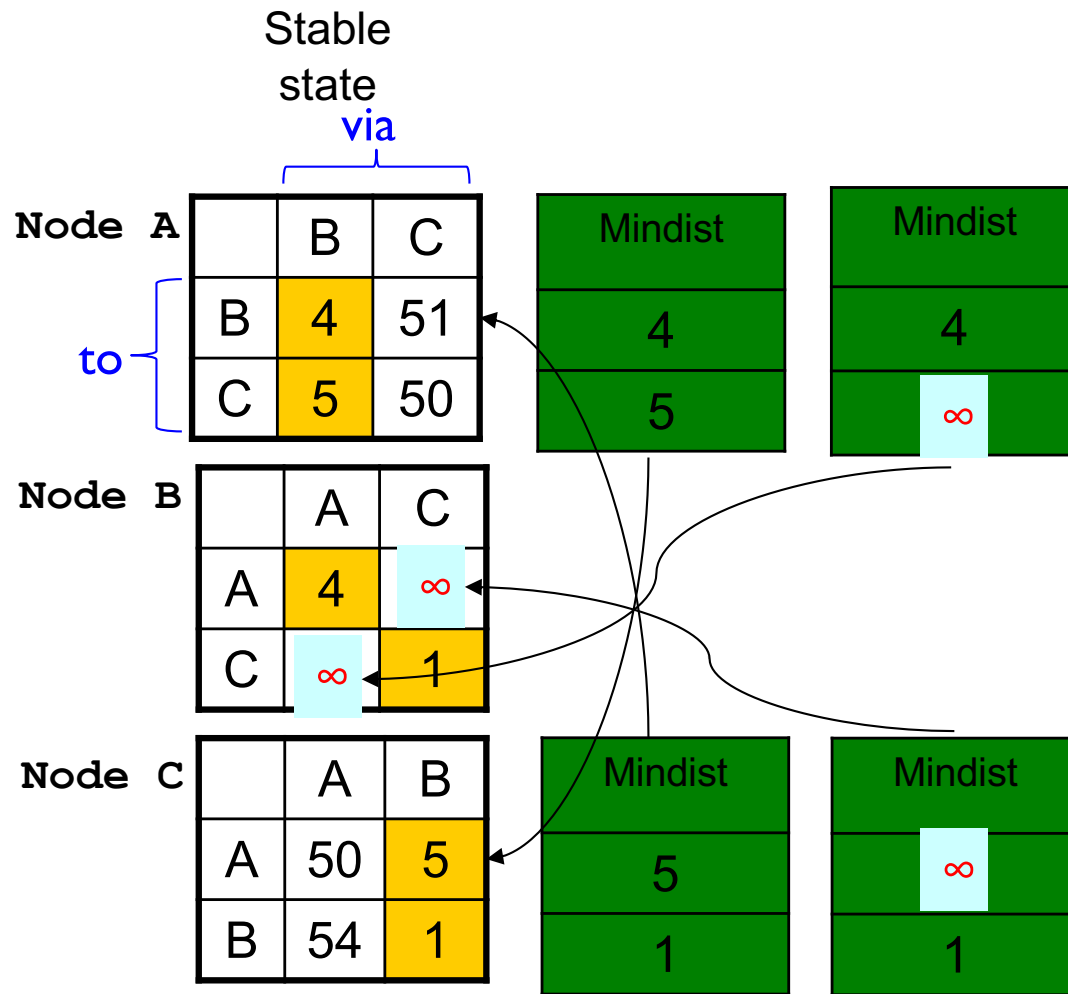 Stable
state
via
Node A
B C
to
B 4 51
C 5 50
Mindist
4
5
Mindist
4
∞
Node B
A C
A 4 ∞
C ∞ 1
Node C
A B
A 50 5
B 54 1
Mindist
5
1
Mindist
∞
1